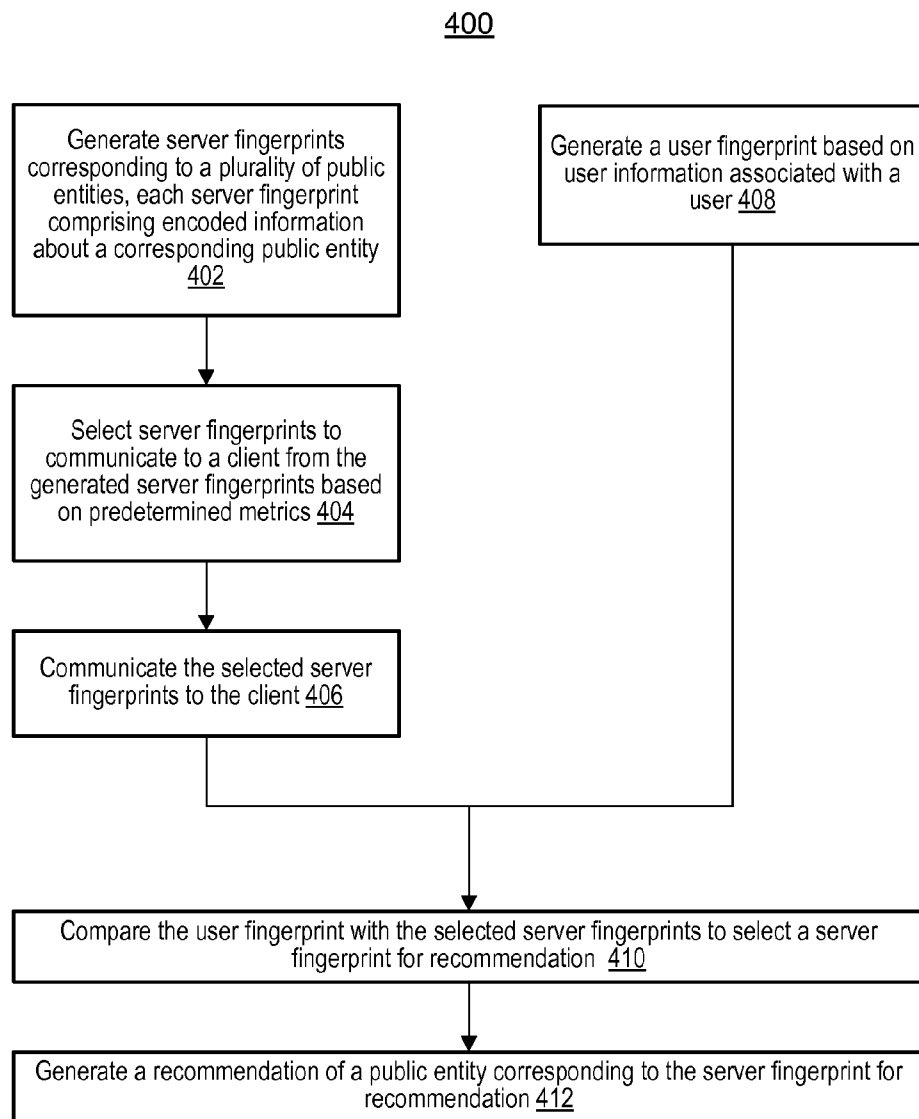 400
Generate server fingerprints
corresponding to a plurality of public
entities, each server fingerprint
comprising encoded information
about a corresponding public entity
402
Generate a user fingerprint based on
user information associated with a
user 408
Select server fingerprints to
communicate to a client from the
generated server fingerprints based
on predetermined metrics 404
Communicate the selected server
fingerprints to the client 406
Compare the user fingerprint with the selected server fingerprints to select a server
fingerprint for recommendation 410
Generate a recommendation of a public entity corresponding to the server fingerprint for
recommendation 412